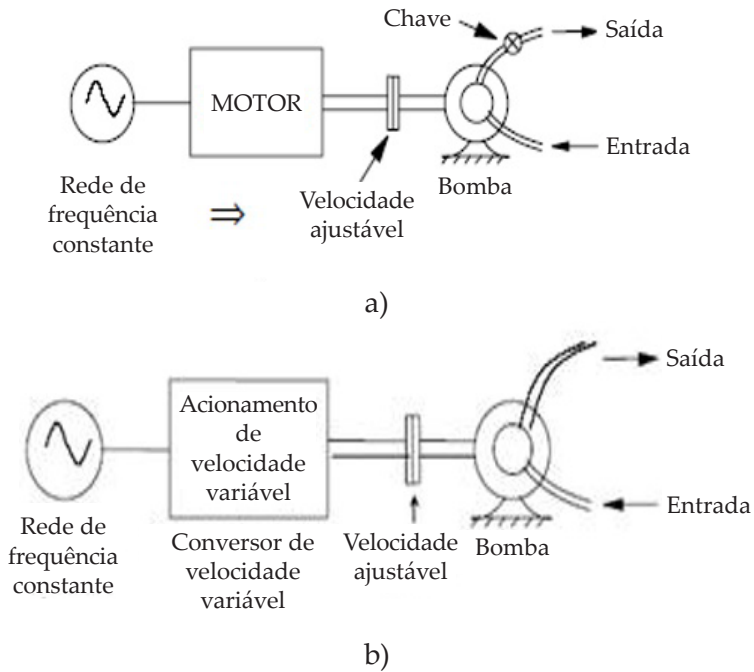 Chave
Saída
MOTOR
Entrada
Rede de
frequência
constante
⇒
Velocidade
ajustável
Bomba
a)
Saída
Acionamento
de
velocidade
variável
Entrada
Rede de
frequência
constante
Conversor de
velocidade
variável
Velocidade
ajustável
Bomba
b)